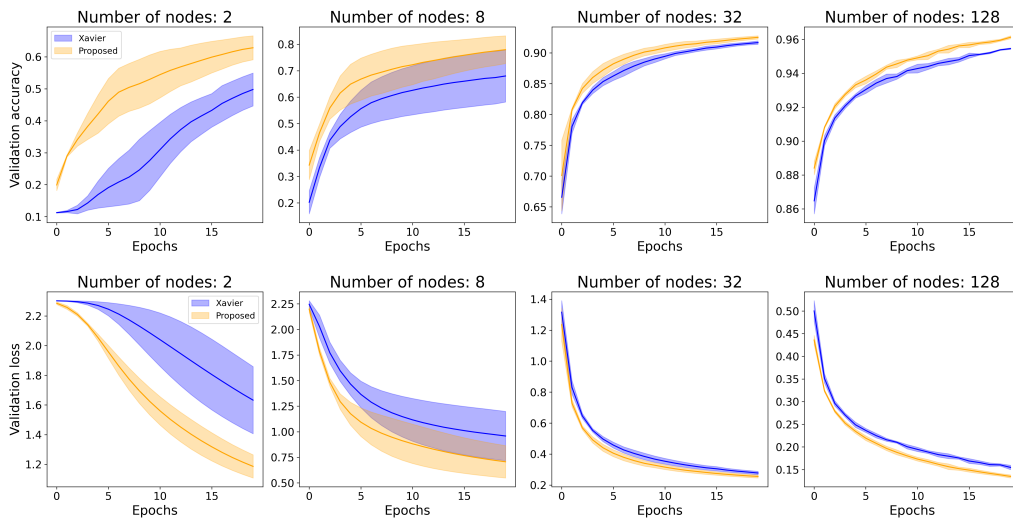 Number of nodes: 2
Number of nodes: 8
Number of nodes: 32
Number of nodes: 128
Validation accuracy
Xavier
Proposed
0.6
0.5
0.4
0.3
0.2
0.1
0 5 10 15
Epochs
0.8
0.7
0.6
0.5
0.4
0.3
0.2
0 5 10 15
Epochs
0.90
0.85
0.80
0.75
0.70
0.65
0 5 10 15
Epochs
0.96
0.94
0.92
0.90
0.88
0.86
0 5 10 15
Epochs
Number of nodes: 2
Number of nodes: 8
Number of nodes: 32
Number of nodes: 128
Validation loss
Xavier
Proposed
2.2
2.0
1.8
1.6
1.4
1.2
0 5 10 15
Epochs
2.25
2.00
1.75
1.50
1.25
1.00
0.75
0.50
0 5 10 15
Epochs
1.4
1.2
1.0
0.8
0.6
0.4
0.2
0 5 10 15
Epochs
0.50
0.45
0.40
0.35
0.30
0.25
0.20
0.15
0 5 10 15
Epochs